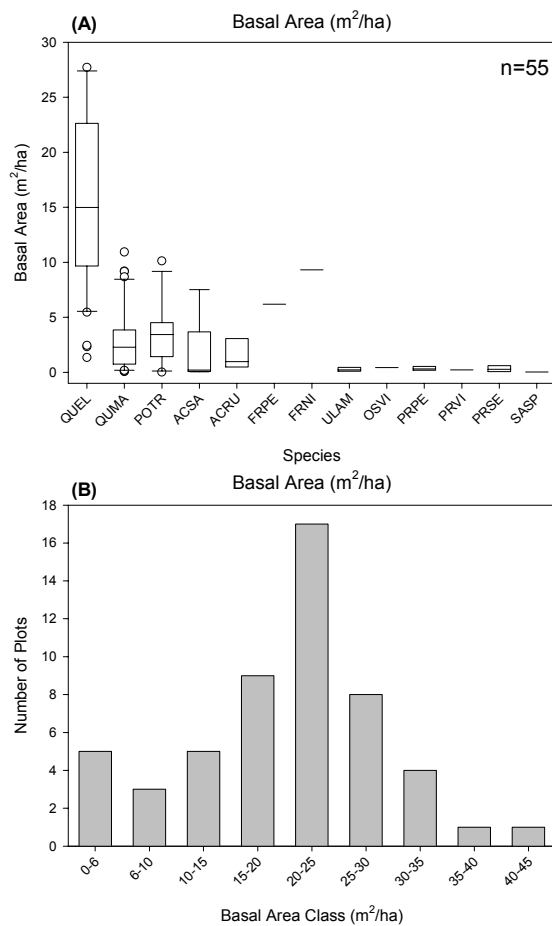 (A)
Basal Area (m²/ha)
n=55
30
25
20
15
10
5
0
Basal Area (m²/ha)
QUEL
QUMA
POTR
ACSA
ACRU
FRPE
FRNI
ULAM
OSVI
PRPE
PRVI
PRSE
SASP
Species
(B)
Basal Area (m²/ha)
18
16
14
12
10
8
6
4
2
0
Number of Plots
0-6
6-10
10-15
15-20
20-25
25-30
30-35
35-40
40-45
Basal Area Class (m²/ha)